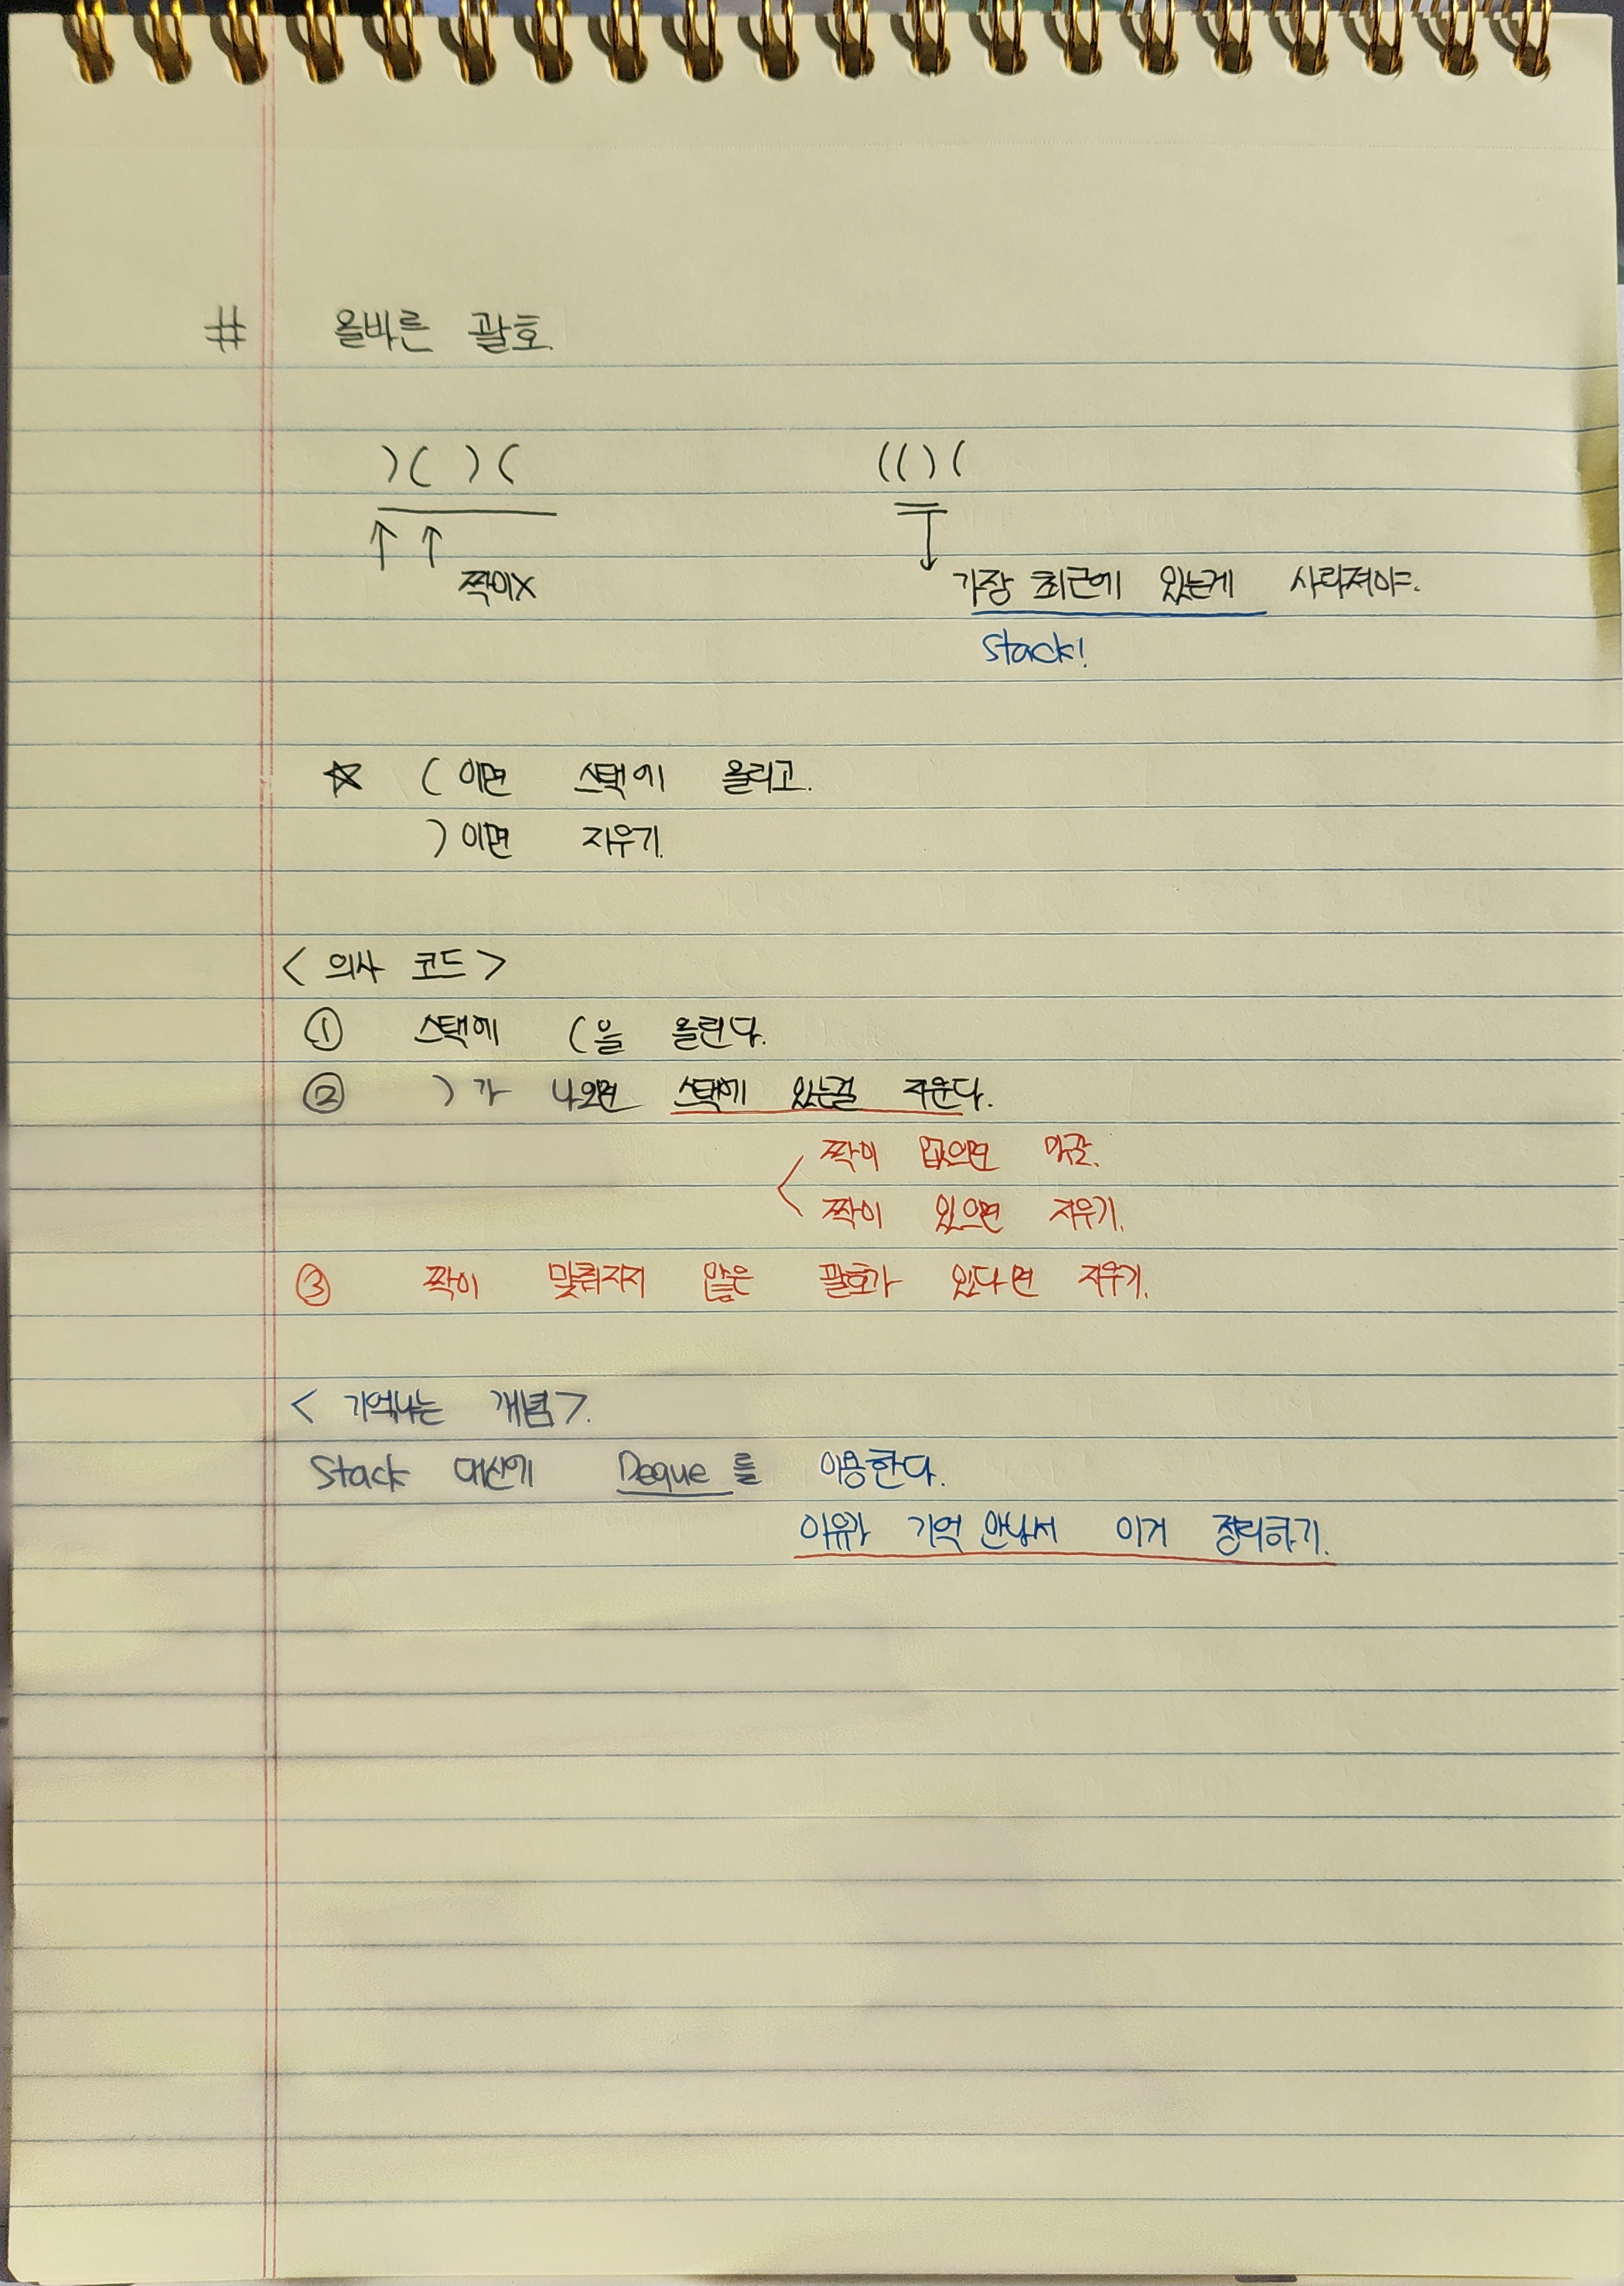 # 올바른 괄호.
)( )( (()(
↑ ↑ ↓
짝이X 가장 최근에 있는게 사라져야=
Stack!
☆ (이면 스택에 올리고.
)이면 지우기.
<의사 코드>
① 스택에 (을 올린다.
② )가 나오면 스택에 있는걸 지운다.
짝이 없으면
짝이 있으면 지우기.
③ 짝이 맞춰지지 않은 괄호가 있다면 지우기.
<기억나는 개념>.
Stack 대신에 Deque를 이용한다.
이유가 기억 안나서 이거 정리하기.